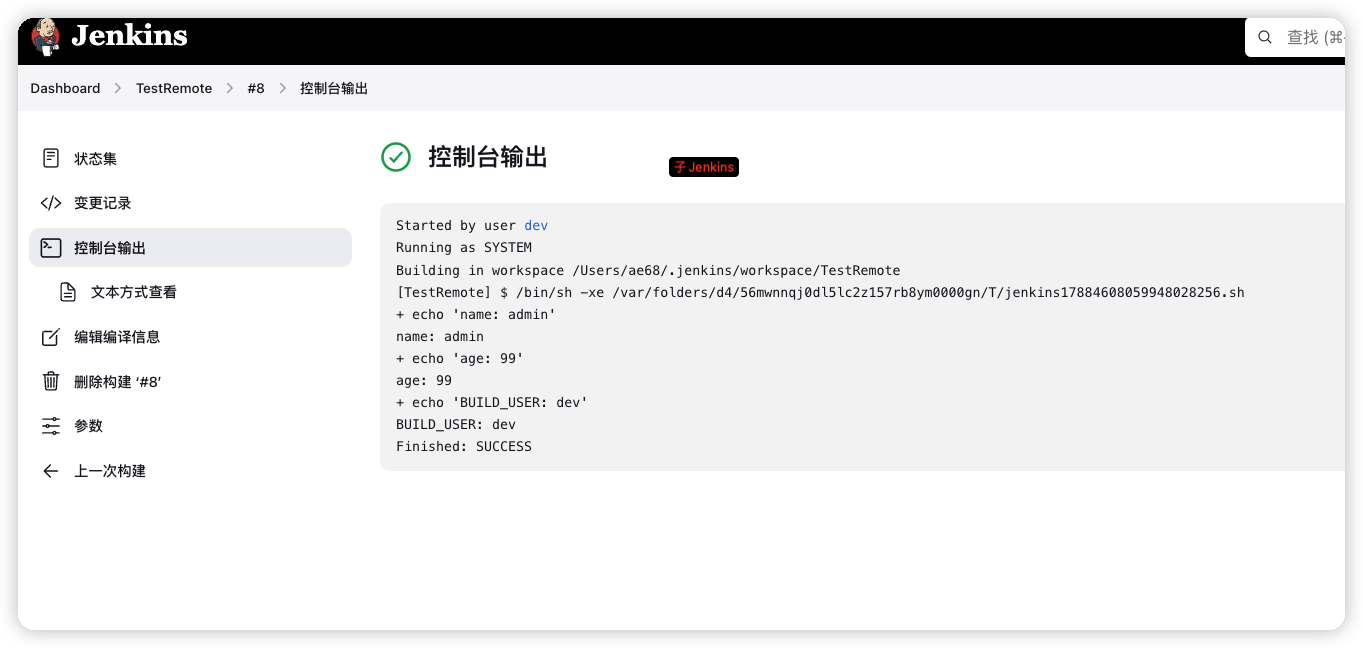 Jenkins
查找 (⌘
Dashboard > TestRemote > #8 > 控制台输出
状态集
变更记录
控制台输出
文本方式查看
编辑编译信息
删除构建 ‘#8’
参数
上一次构建
控制台输出
子 Jenkins
Started by user dev
Running as SYSTEM
Building in workspace /Users/ae68/.jenkins/workspace/TestRemote
[TestRemote] $ /bin/sh -xe /var/folders/d4/56mwnnqj0dl5lc2z157rb8ym0000gn/T/jenkins17884608059948028256.sh
+ echo 'name: admin'
name: admin
+ echo 'age: 99'
age: 99
+ echo 'BUILD_USER: dev'
BUILD_USER: dev
Finished: SUCCESS